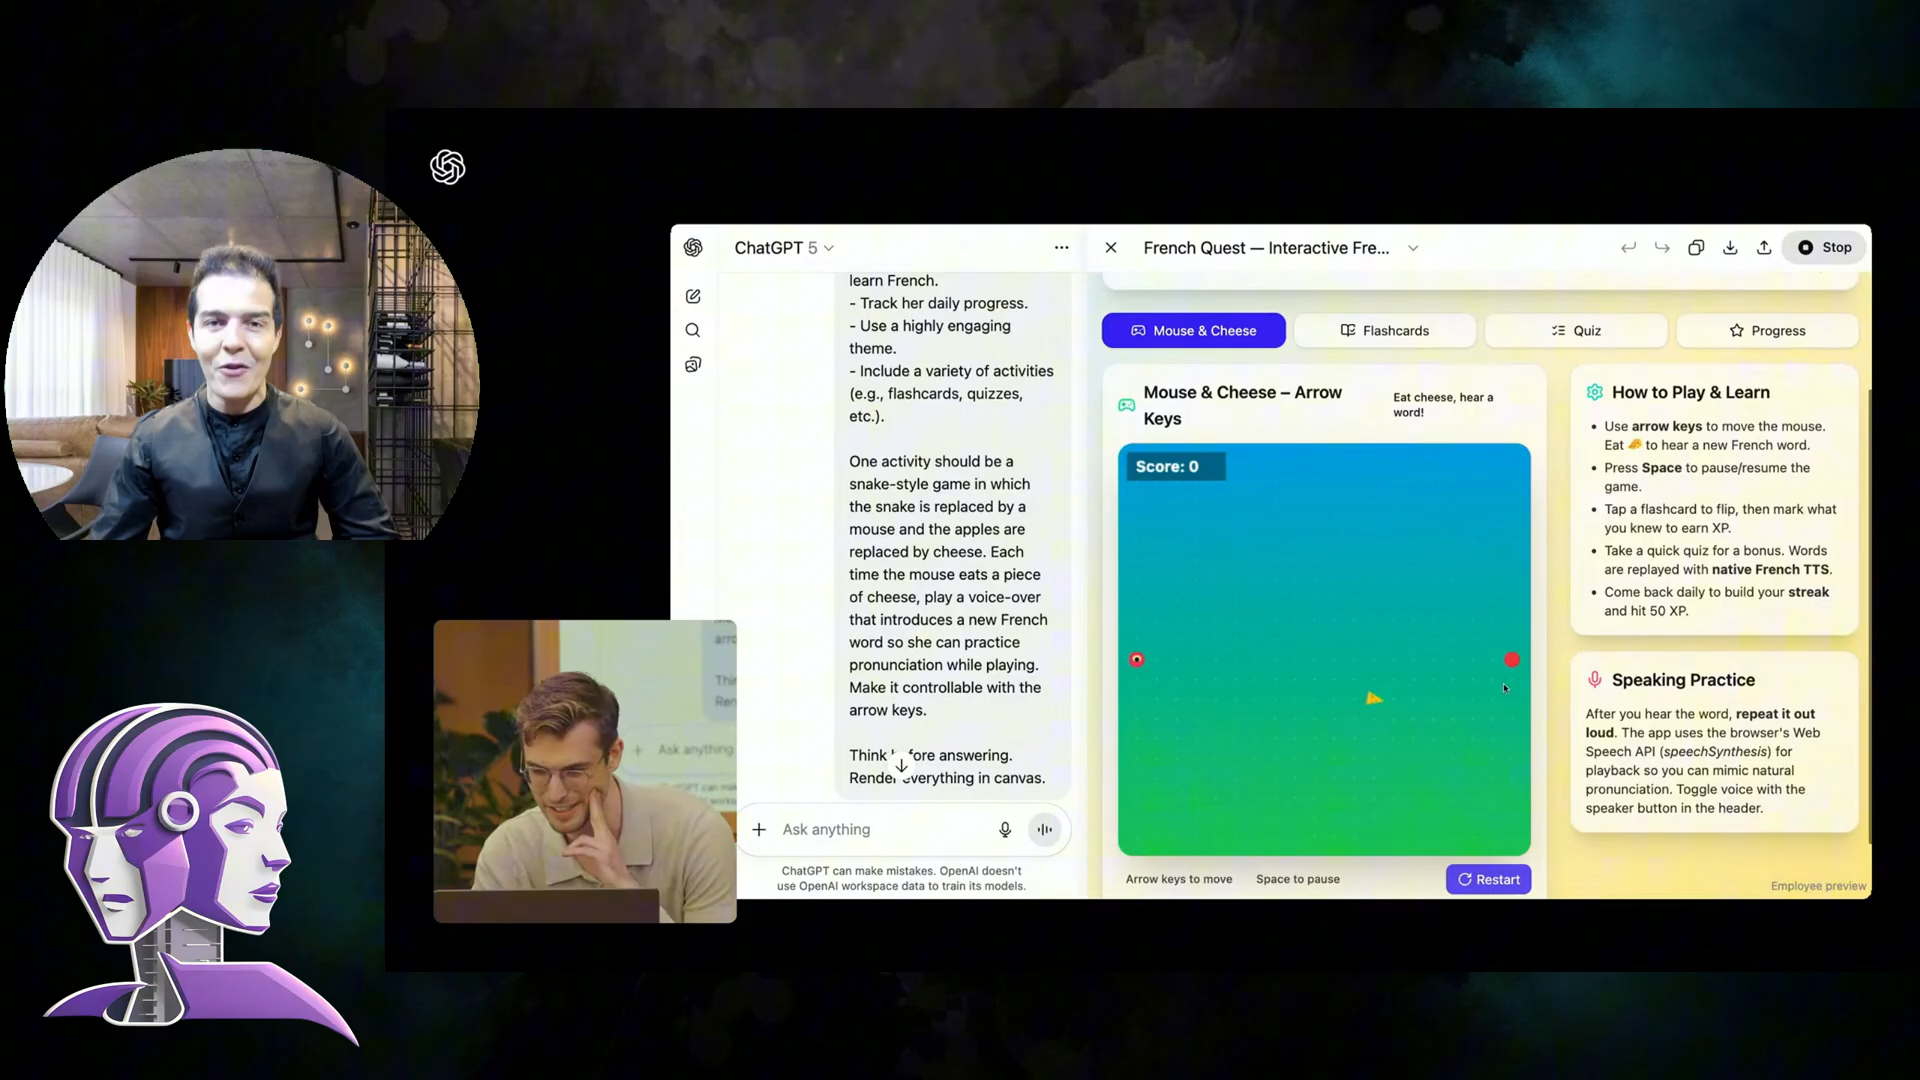 ChatGPT 5
learn French.
- Track her daily progress.
- Use a highly engaging
theme.
- Include a variety of activities
(e.g., flashcards, quizzes,
etc.).
One activity should be a
snake-style game in which
the snake is replaced by a
mouse and the apples are
replaced by cheese. Each
time the mouse eats a piece
of cheese, play a voice-over
that introduces a new French
word so she can practice
pronunciation while playing.
Make it controllable with the
arrow keys.
Think before answering.
Render everything in canvas.
Ask anything
ChatGPT can make mistakes. OpenAI doesn't
use OpenAI workspace data to train its models.
French Quest — Interactive Fre...
Stop
Mouse & Cheese
Flashcards
Quiz
Progress
Mouse & Cheese – Arrow
Keys
Eat cheese, hear a
word!
Score: 0
Arrow keys to move
Space to pause
Restart
How to Play & Learn
• Use arrow keys to move the mouse.
Eat 🧀 to hear a new French word.
• Press Space to pause/resume the
game.
• Tap a flashcard to flip, then mark what
you knew to earn XP.
• Take a quick quiz for a bonus. Words
are replayed with native French TTS.
• Come back daily to build your streak
and hit 50 XP.
Speaking Practice
After you hear the word, repeat it out
loud. The app uses the browser's Web
Speech API (speechSynthesis) for
playback so you can mimic natural
pronunciation. Toggle voice with the
speaker button in the header.
Employee preview
arro
Thi
Ren
Ask anything